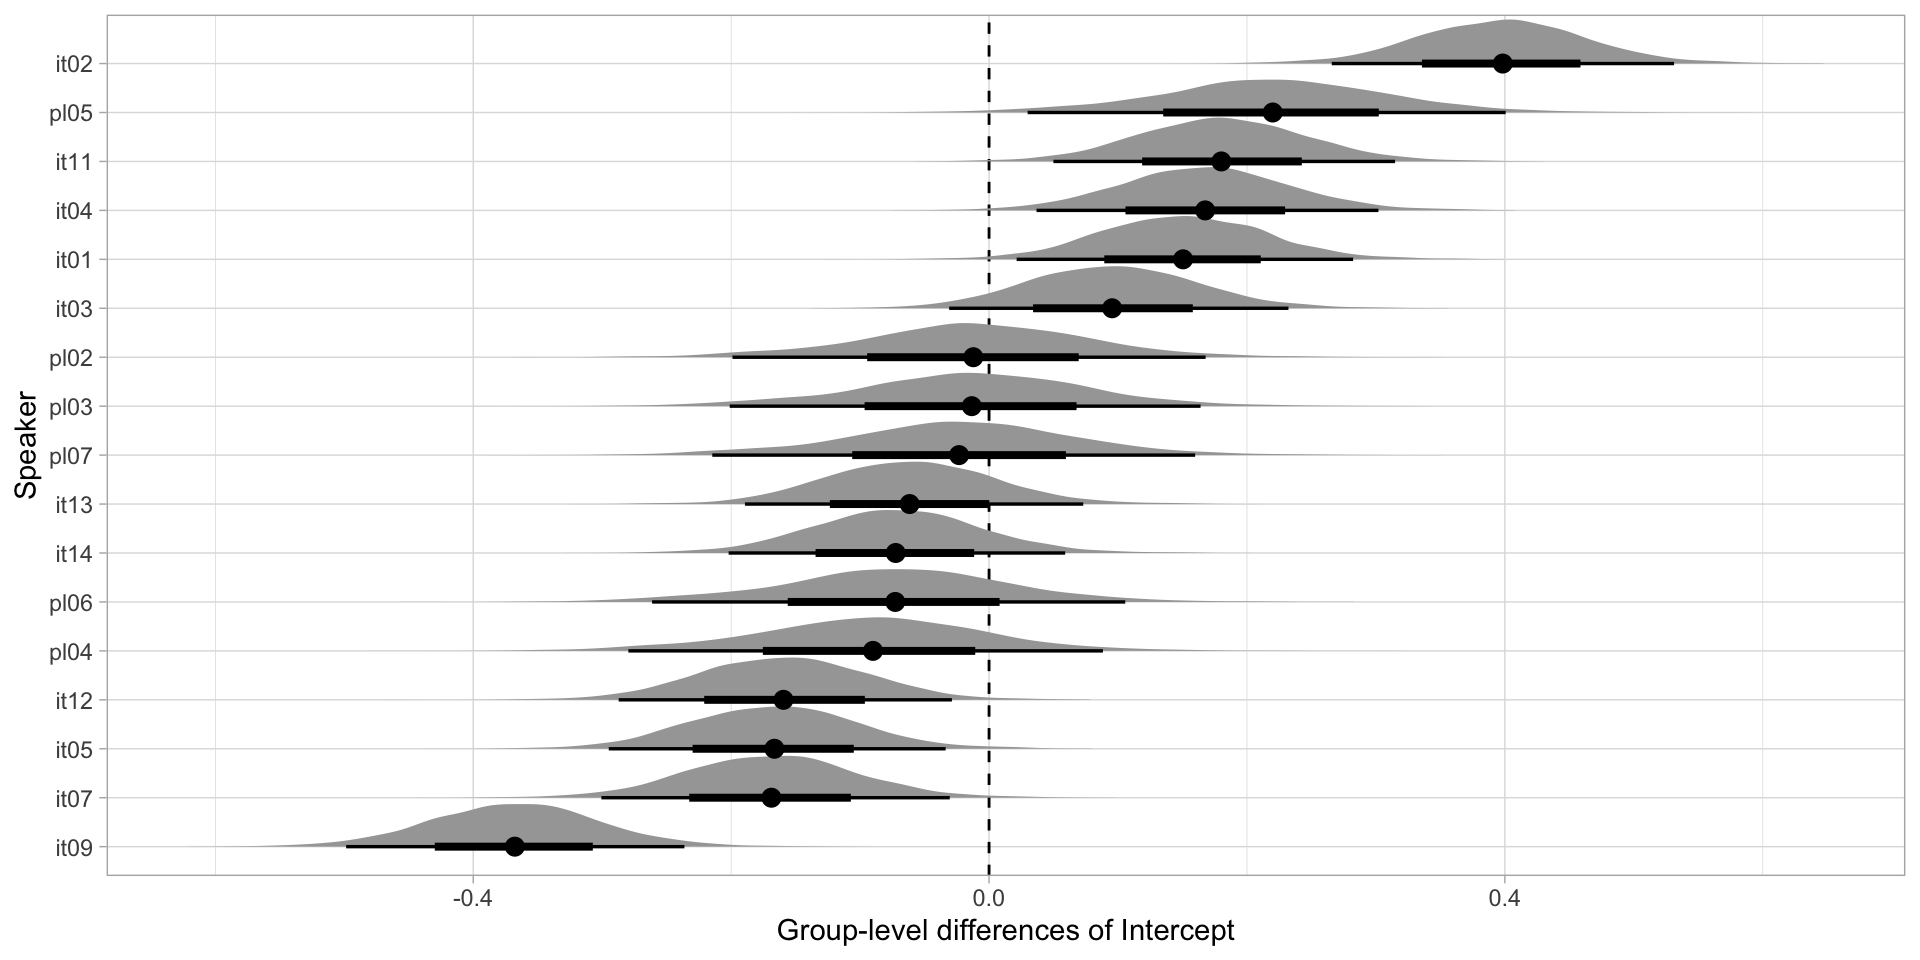 it02
pl05
it11
it04
it01
it03
pl02
pl03
pl07
it13
it14
pl06
pl04
it12
it05
it07
it09
Speaker
-0.4 0.0 0.4
Group-level differences of Intercept